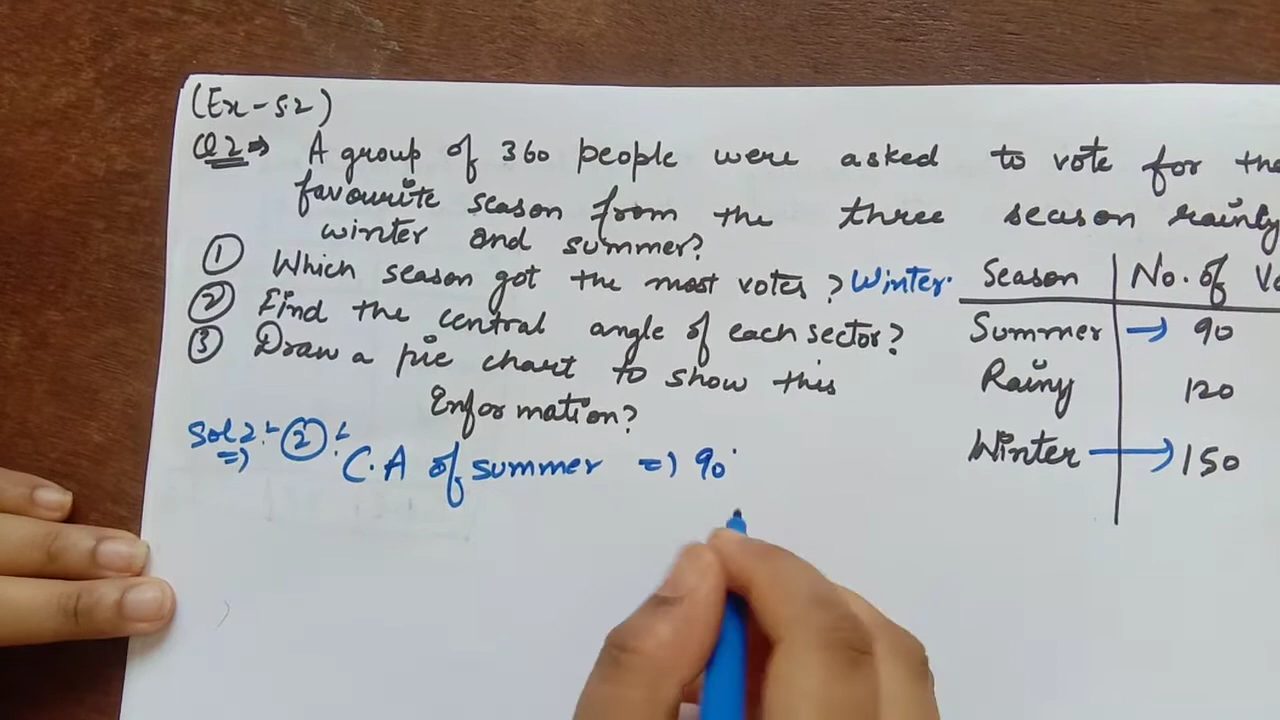 (Ex-5.2)
Q2⇒ A group of 360 people were asked to vote for the
favourite season from the three season rainy
winter and summer?
① Which season got the most votes? Winter.
② Find the central angle of each sector?
③ Draw a pie chart to show this
Information?
Season No. of Vo
Summer → 90
Rainy 120
Winter → 150
Sol2:- ②:-
⇒ C.A of summer ⇒ 90